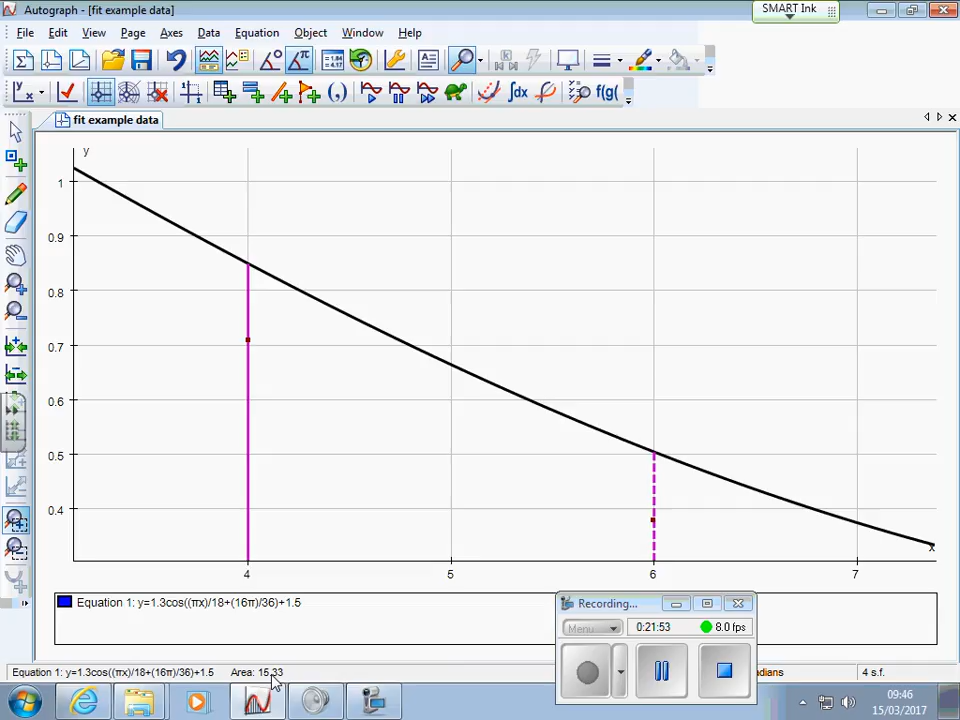 Autograph - [fit example data]
SMART Ink
File Edit View Page Axes Data Equation Object Window Help
fit example data
y
1
0.9
0.8
0.7
0.6
0.5
0.4
x
4 5 6 7
Equation 1: y=1.3cos((πx)/18+(16π)/36)+1.5
Recording...
Menu
0:21:53
8.0 fps
Equation 1: y=1.3cos((πx)/18+(16π)/36)+1.5 Area: 15.33
4 s.f.
09:46
15/03/2017